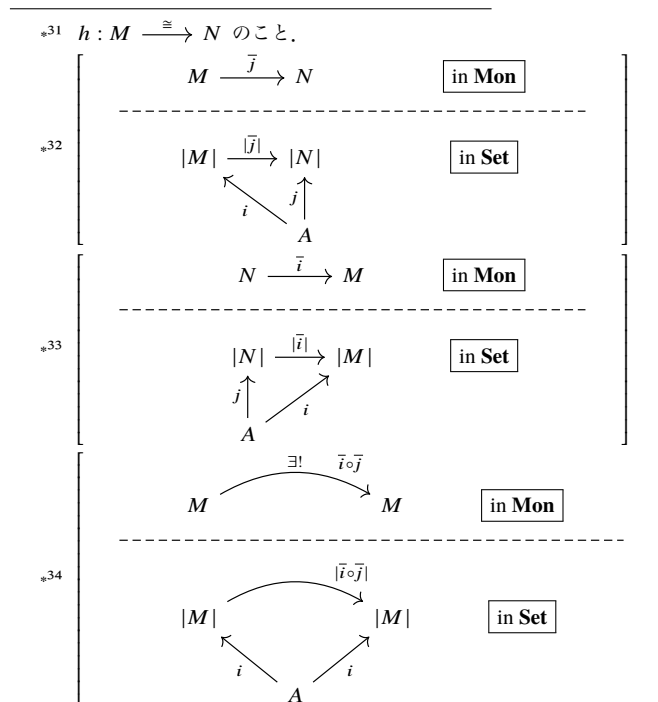 *31 h : M ≅ N のこと．
M j̅ N in Mon
*32
|M| |j̅| |N| in Set
i j
A
N i̅ M in Mon
*33
|N| |i̅| |M| in Set
j i
A
∃! i̅∘j̅
M M in Mon
*34
|i̅∘j̅|
|M| |M| in Set
i i
A